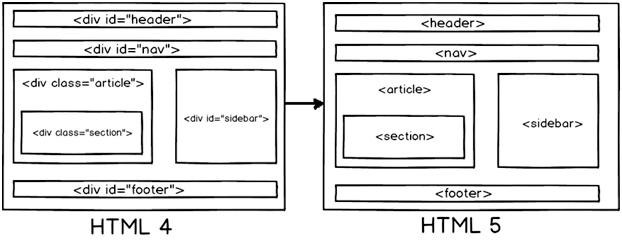 <div id="header">
<div id="nav">
<div class="article">
<div class="section">
<div id="sidebar">
<div id="footer">
HTML 4
<header>
<nav>
<article>
<section>
<sidebar>
<footer>
HTML 5